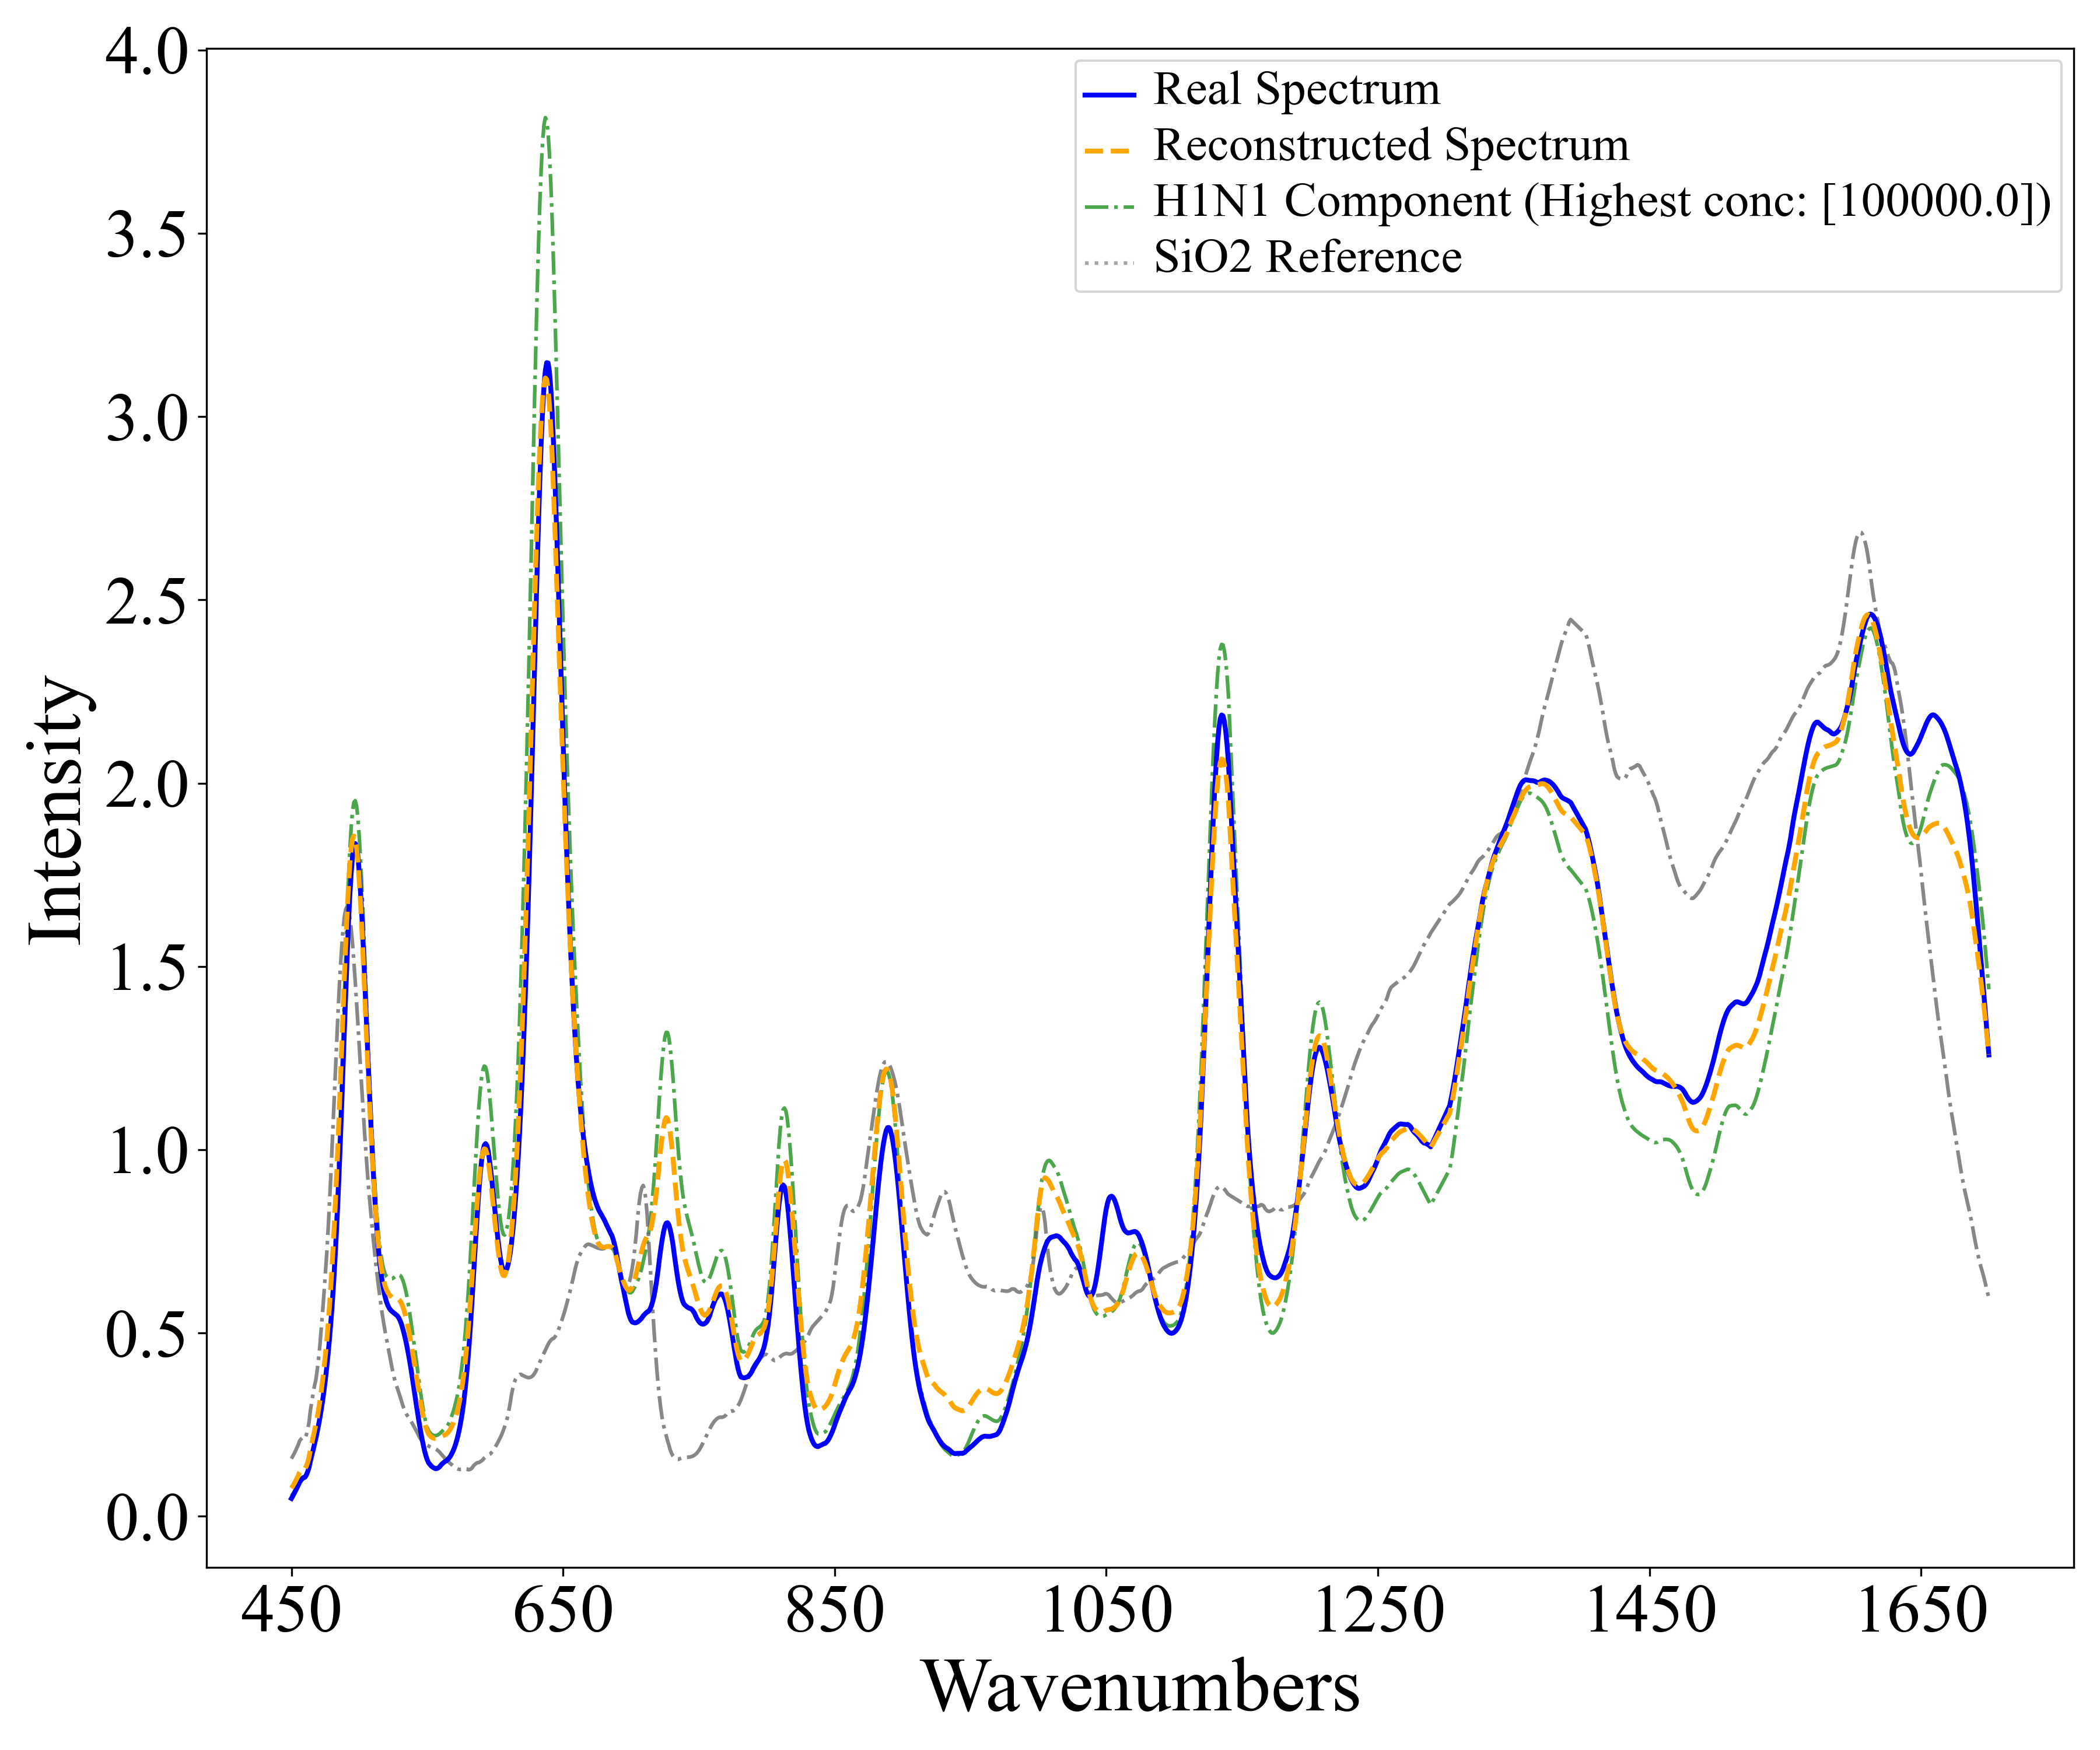 4.0
3.5
3.0
2.5
2.0
1.5
1.0
0.5
0.0
Intensity
Real Spectrum
Reconstructed Spectrum
H1N1 Component (Highest conc: [100000.0])
SiO2 Reference
450 650 850 1050 1250 1450 1650
Wavenumbers